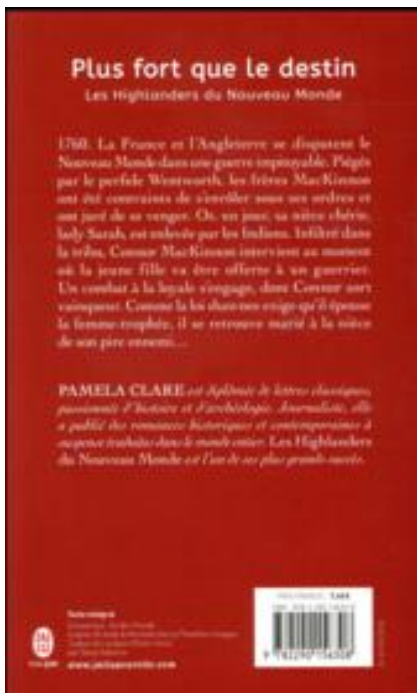 Plus fort que le destin
Les Highlanders du Nouveau Monde
1760. La France et l'Angleterre se disputent le
Nouveau Monde dans une guerre impitoyable. Piégés
par le perfide Wentworth, les frères MacKinnon
ont été contraints de s'enrôler sous ses ordres et
ont juré de se venger. Or, un jour, sa nièce chérie,
lady Sarah, est enlevée par les Indiens. Infiltré dans
la tribu, Connor MacKinnon intervient au moment
où la jeune fille va être offerte à un guerrier.
Un combat à la loyale s'engage, dont Connor sort
vainqueur. Comme la loi shawnee exige qu'il épouse
la femme-trophée, il se retrouve marié à la nièce
de son pire ennemi...
PAMELA CLARE est diplômée de lettres classiques,
passionnée d'histoire et d'archéologie. Journaliste, elle
a publié des romances historiques et contemporaines à
suspense traduites dans le monde entier. Les Highlanders
du Nouveau Monde est l'un de ses plus grands succès.
Texte intégral
www.jailupourelle.com